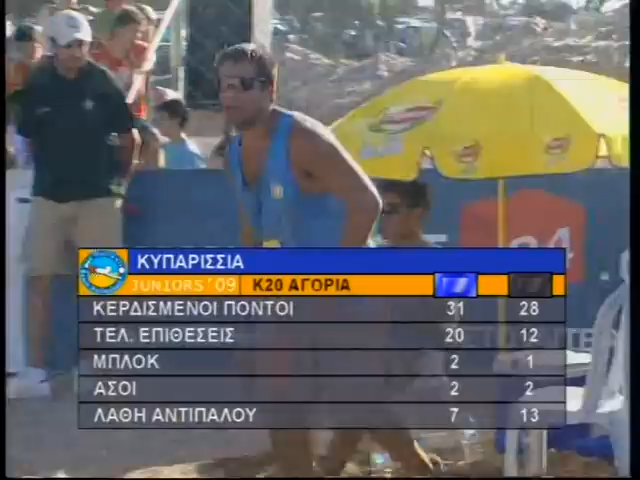 ΚΥΠΑΡΙΣΣΙΑ
JUNIORS '09 Κ20 ΑΓΟΡΙΑ
ΚΕΡΔΙΣΜΕΝΟΙ ΠΟΝΤΟΙ 31 28
ΤΕΛ. ΕΠΙΘΕΣΕΙΣ 20 12
ΜΠΛΟΚ 2 1
ΑΣΟΙ 2 2
ΛΑΘΗ ΑΝΤΙΠΑΛΟΥ 7 13